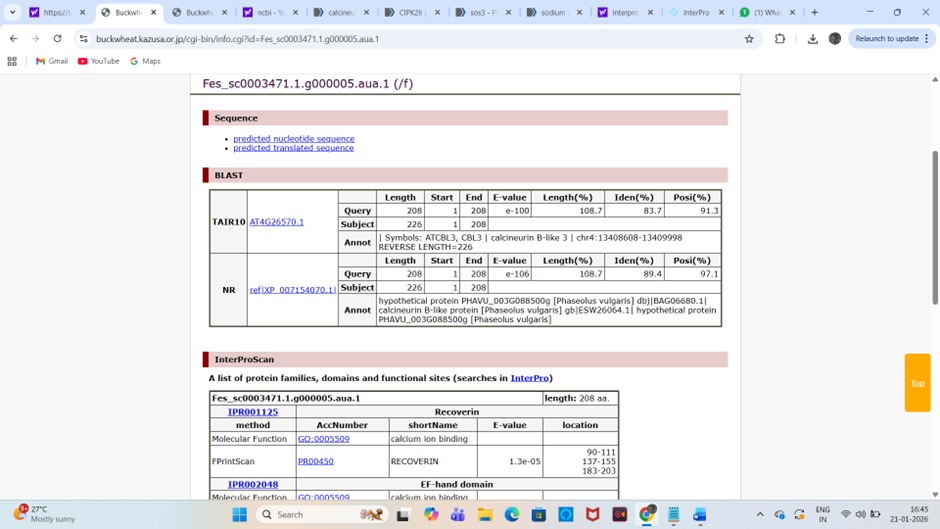 https://l
Buckwh
Buckwh
ncbi - Y
calcineur
CIPK26
sos3 - P
sodium
interpro
InterPro
(1) What
buckwheat.kazusa.or.jp/cgi-bin/info.cgi?id=Fes_sc0003471.1.g000005.aua.1
Relaunch to update
Gmail YouTube Maps
Fes_sc0003471.1.g000005.aua.1 (/f)
Sequence
predicted nucleotide sequence
predicted translated sequence
BLAST
Length Start End E-value Length(%) Iden(%) Posi(%)
TAIR10 AT4G26570.1 Query 208 1 208 e-100 108.7 83.7 91.3
Subject 226 1 208
Annot | Symbols: ATCBL3, CBL3 | calcineurin B-like 3 | chr4:13408608-13409998
REVERSE LENGTH=226
Length Start End E-value Length(%) Iden(%) Posi(%)
NR ref|XP_007154070.1| Query 208 1 208 e-106 108.7 89.4 97.1
Subject 226 1 208
Annot hypothetical protein PHAVU_003G088500g [Phaseolus vulgaris] dbj|BAG06680.1|
calcineurin B-like protein [Phaseolus vulgaris] gb|ESW26064.1| hypothetical protein
PHAVU_003G088500g [Phaseolus vulgaris]
InterProScan
A list of protein families, domains and functional sites (searches in InterPro)
Fes_sc0003471.1.g000005.aua.1 length: 208 aa.
IPR001125 Recoverin
method AccNumber shortName E-value location
Molecular Function GO:0005509 calcium ion binding
FPrintScan PR00450 RECOVERIN 1.3e-05 90-111
137-155
183-203
IPR002048 EF-hand domain
Molecular Function GO:0005509 calcium ion binding
Top
27°C
Mostly sunny
Search
ENG
IN
16:45
21-01-2026